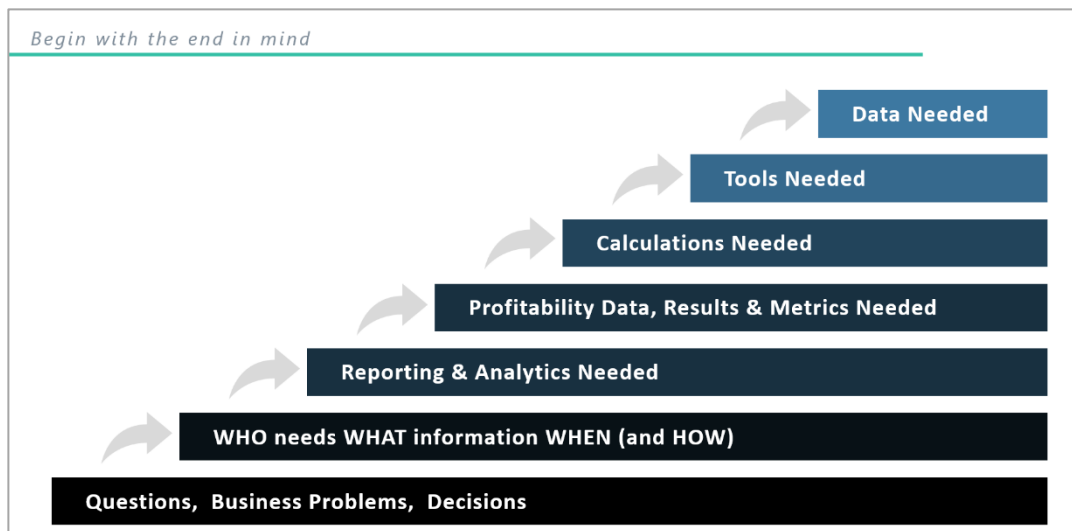 Begin with the end in mind
Data Needed
Tools Needed
Calculations Needed
Profitability Data, Results & Metrics Needed
Reporting & Analytics Needed
WHO needs WHAT information WHEN (and HOW)
Questions,  Business Problems,  Decisions